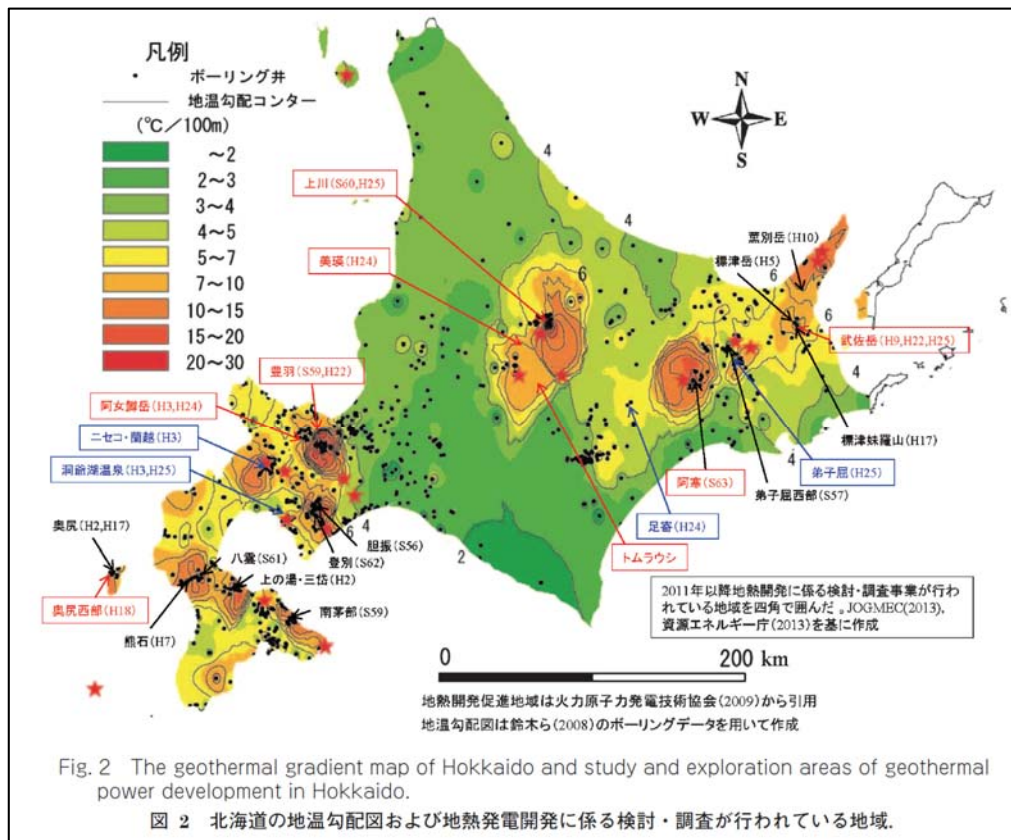 凡例
・ ボーリング井
地温勾配コンター
(℃／100m)
～2
2～3
3～4
4～5
5～7
7～10
10～15
15～20
20～30
N
W E
S
上川(S60,H25)
美瑛(H24)
豊羽(S59,H22)
阿女鱒岳(H3,H24)
ニセコ・蘭越(H3)
洞爺湖温泉(H3,H25)
奥尻(H2,H17)
奥尻西部(H18)
八雲(S61)
上の湯・三岱(H2)
熊石(H7)
胆振(S56)
登別(S62)
南茅部(S59)
標津岳(H5)
武佐岳(H9,H22,H25)
標津妹羅山(H17)
弟子屈(H25)
弟子屈西部(S57)
阿寒(S63)
足寄(H24)
トムラウシ
4
4
6
6
6
4
4
2
6
4
2011年以降地熱開発に係る検討・調査事業が行わ
れている地域を四角で囲んだ。JOGMEC(2013),
資源エネルギー庁(2013)を基に作成
0 200 km
地熱開発促進地域は火力原子力発電技術協会(2009)から引用
地温勾配図は鈴木ら(2008)のボーリングデータを用いて作成
Fig. 2 The geothermal gradient map of Hokkaido and study and exploration areas of geothermal
power development in Hokkaido.
図 2 北海道の地温勾配図および地熱発電開発に係る検討・調査が行われている地域.